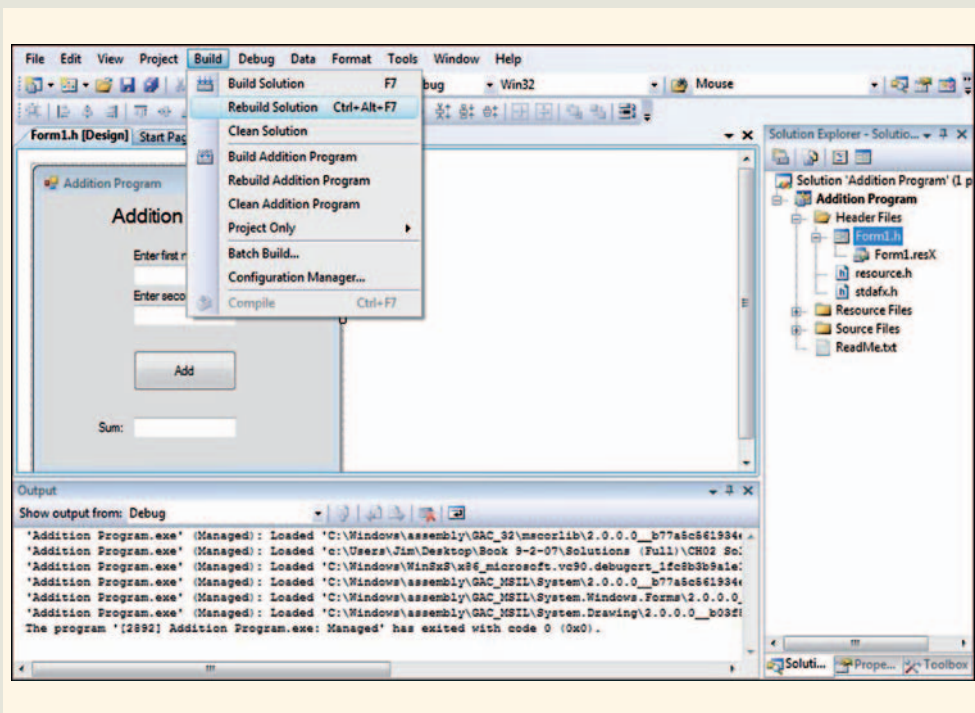 File Edit View Project Build Debug Data Format Tools Window Help
Build Solution F7
Rebuild Solution Ctrl+Alt+F7
Clean Solution
Build Addition Program
Rebuild Addition Program
Clean Addition Program
Project Only
Batch Build...
Configuration Manager...
Compile Ctrl+F7
bug Win32 Mouse
Form1.h [Design] Start Pag
Addition Program
Addition
Enter first r
Enter seco
Add
Sum:
Solution Explorer - Solutio...
Solution 'Addition Program' (1 p
Addition Program
Header Files
Form1.h
Form1.resX
resource.h
stdafx.h
Resource Files
Source Files
ReadMe.txt
Soluti... Prope... Toolbox
Output
Show output from: Debug
'Addition Program.exe' (Managed): Loaded 'C:\Windows\assembly\GAC_32\mscorlib\2.0.0.0__b77a5c561934e
'Addition Program.exe' (Managed): Loaded 'c:\Users\Jim\Desktop\Book 9-2-07\Solutions (Full)\CH02 Sol
'Addition Program.exe' (Managed): Loaded 'C:\Windows\WinSxS\x86_microsoft.vc90.debugcrt_1fc8b3b9a1e1
'Addition Program.exe' (Managed): Loaded 'C:\Windows\assembly\GAC_MSIL\System\2.0.0.0__b77a5c561934e
'Addition Program.exe' (Managed): Loaded 'C:\Windows\assembly\GAC_MSIL\System.Windows.Forms\2.0.0.0_
'Addition Program.exe' (Managed): Loaded 'C:\Windows\assembly\GAC_MSIL\System.Drawing\2.0.0.0__b03f
The program '[2892] Addition Program.exe: Managed' has exited with code 0 (0x0).